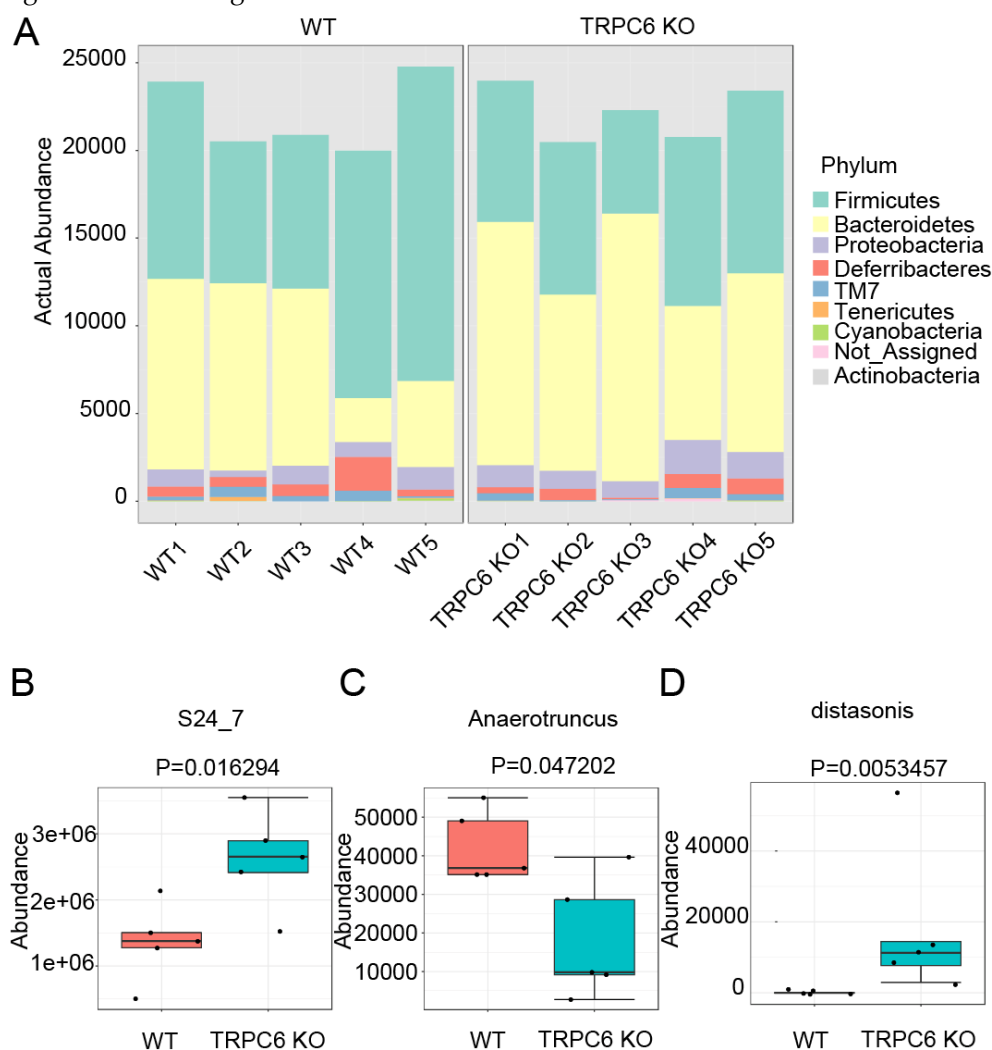 A
WT
TRPC6 KO
25000
20000
15000
10000
5000
0
Actual Abundance
WT1
WT2
WT3
WT4
WT5
TRPC6 KO1
TRPC6 KO2
TRPC6 KO3
TRPC6 KO4
TRPC6 KO5
Phylum
Firmicutes
Bacteroidetes
Proteobacteria
Deferribacteres
TM7
Tenericutes
Cyanobacteria
Not_Assigned
Actinobacteria
B
S24_7
P=0.016294
3e+06
2e+06
1e+06
Abundance
WT
TRPC6 KO
C
Anaerotruncus
P=0.047202
50000
40000
30000
20000
10000
Abundance
WT
TRPC6 KO
D
distasonis
P=0.0053457
40000
20000
0
Abundance
WT
TRPC6 KO